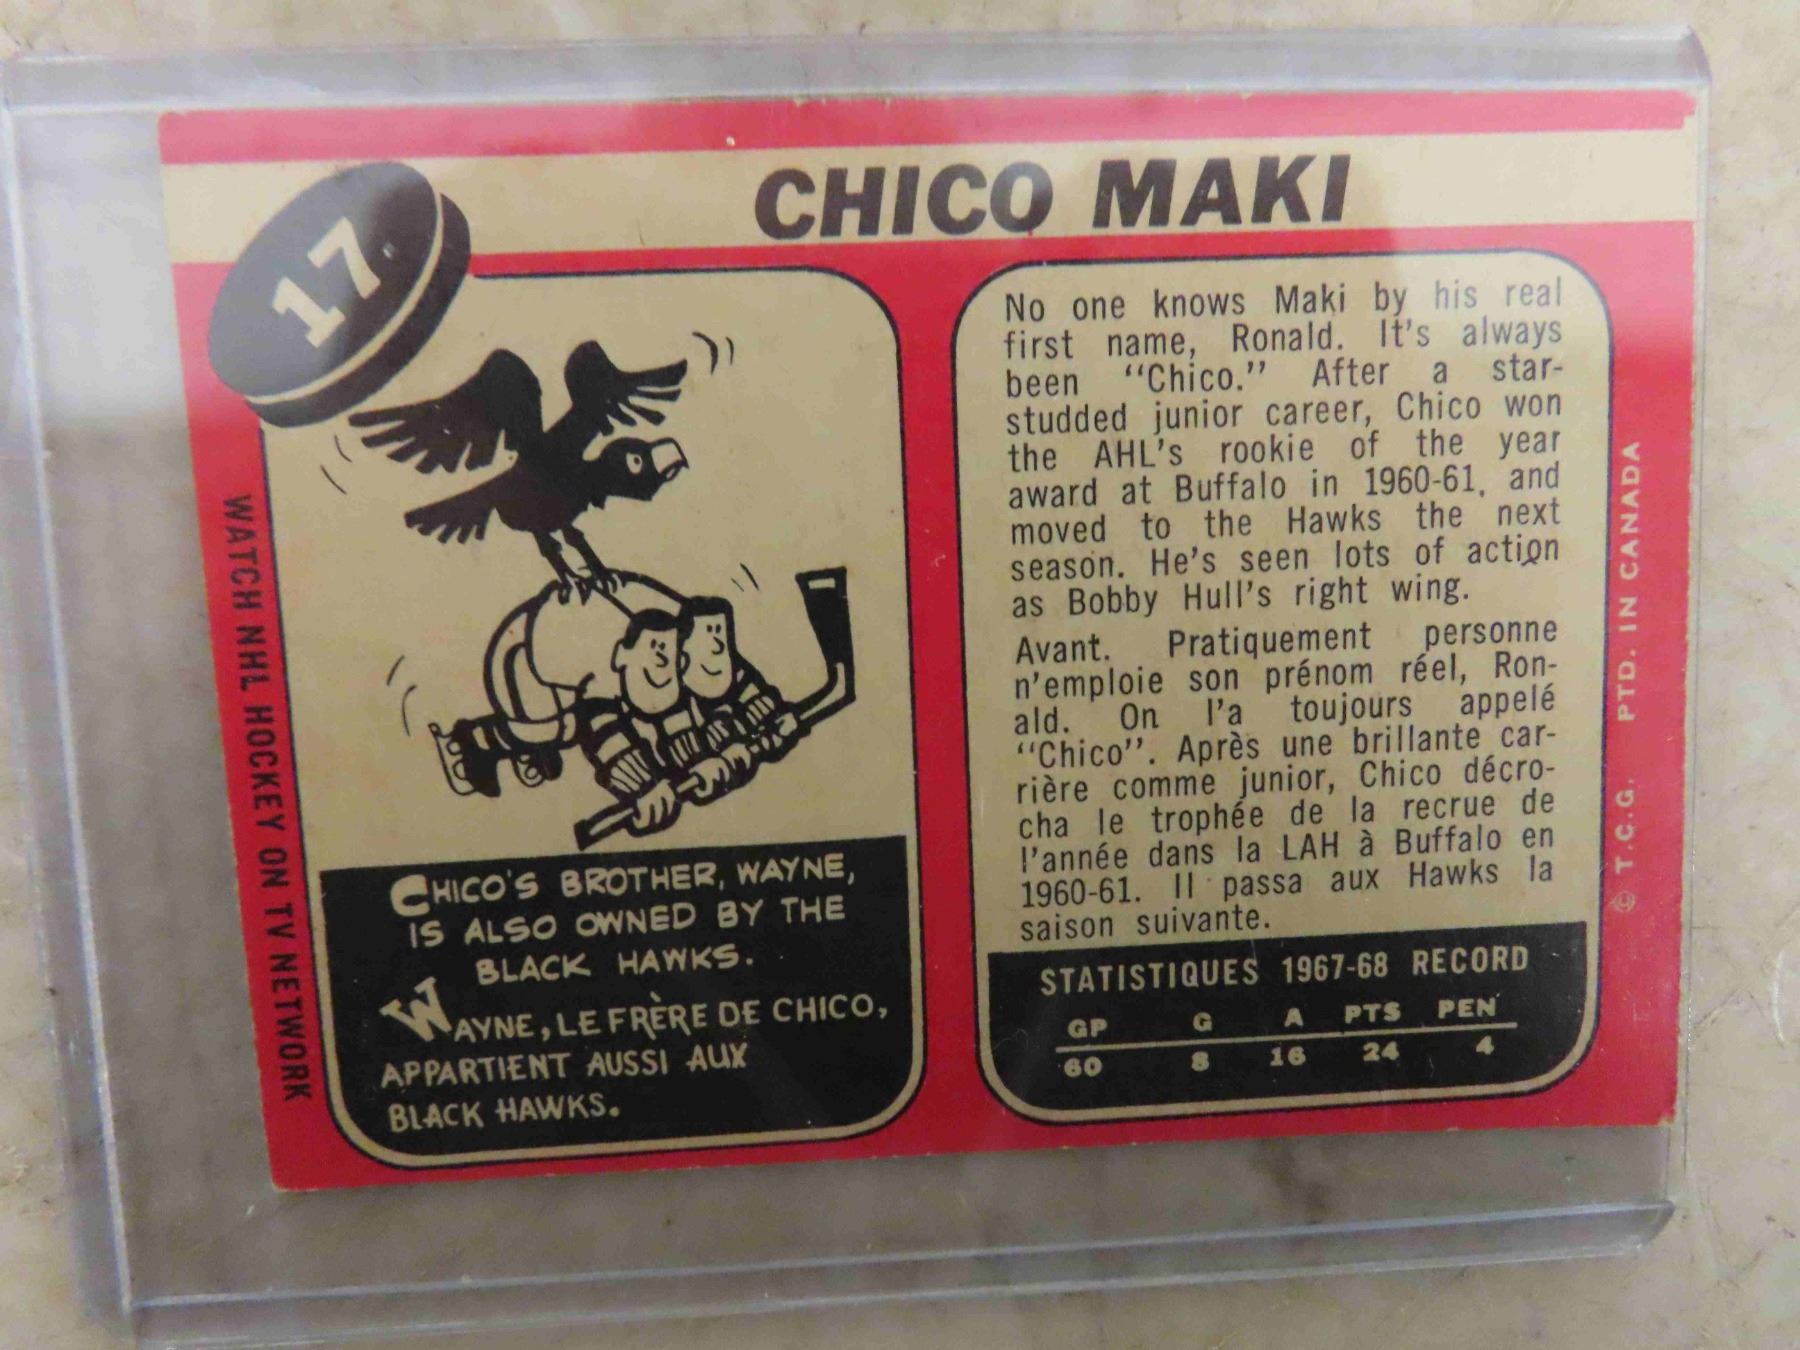 17
CHICO MAKI
WATCH NHL HOCKEY ON TV NETWORK
CHICO'S BROTHER, WAYNE,
IS ALSO OWNED BY THE
BLACK HAWKS.
WAYNE, LE FRÈRE DE CHICO,
APPARTIENT AUSSI AUX
BLACK HAWKS.
No one knows Maki by his real
first name, Ronald. It's always
been "Chico." After a star-
studded junior career, Chico won
the AHL's rookie of the year
award at Buffalo in 1960-61, and
moved to the Hawks the next
season. He's seen lots of action
as Bobby Hull's right wing.
Avant. Pratiquement personne
n'emploie son prénom réel, Ron-
ald. On l'a toujours appelé
"Chico". Après une brillante car-
rière comme junior, Chico décro-
cha le trophée de la recrue de
l'année dans la LAH à Buffalo en
1960-61. Il passa aux Hawks la
saison suivante.
STATISTIQUES 1967-68 RECORD
GP G A PTS PEN
60 8 16 24 4
© T.C.G. PTD. IN CANADA